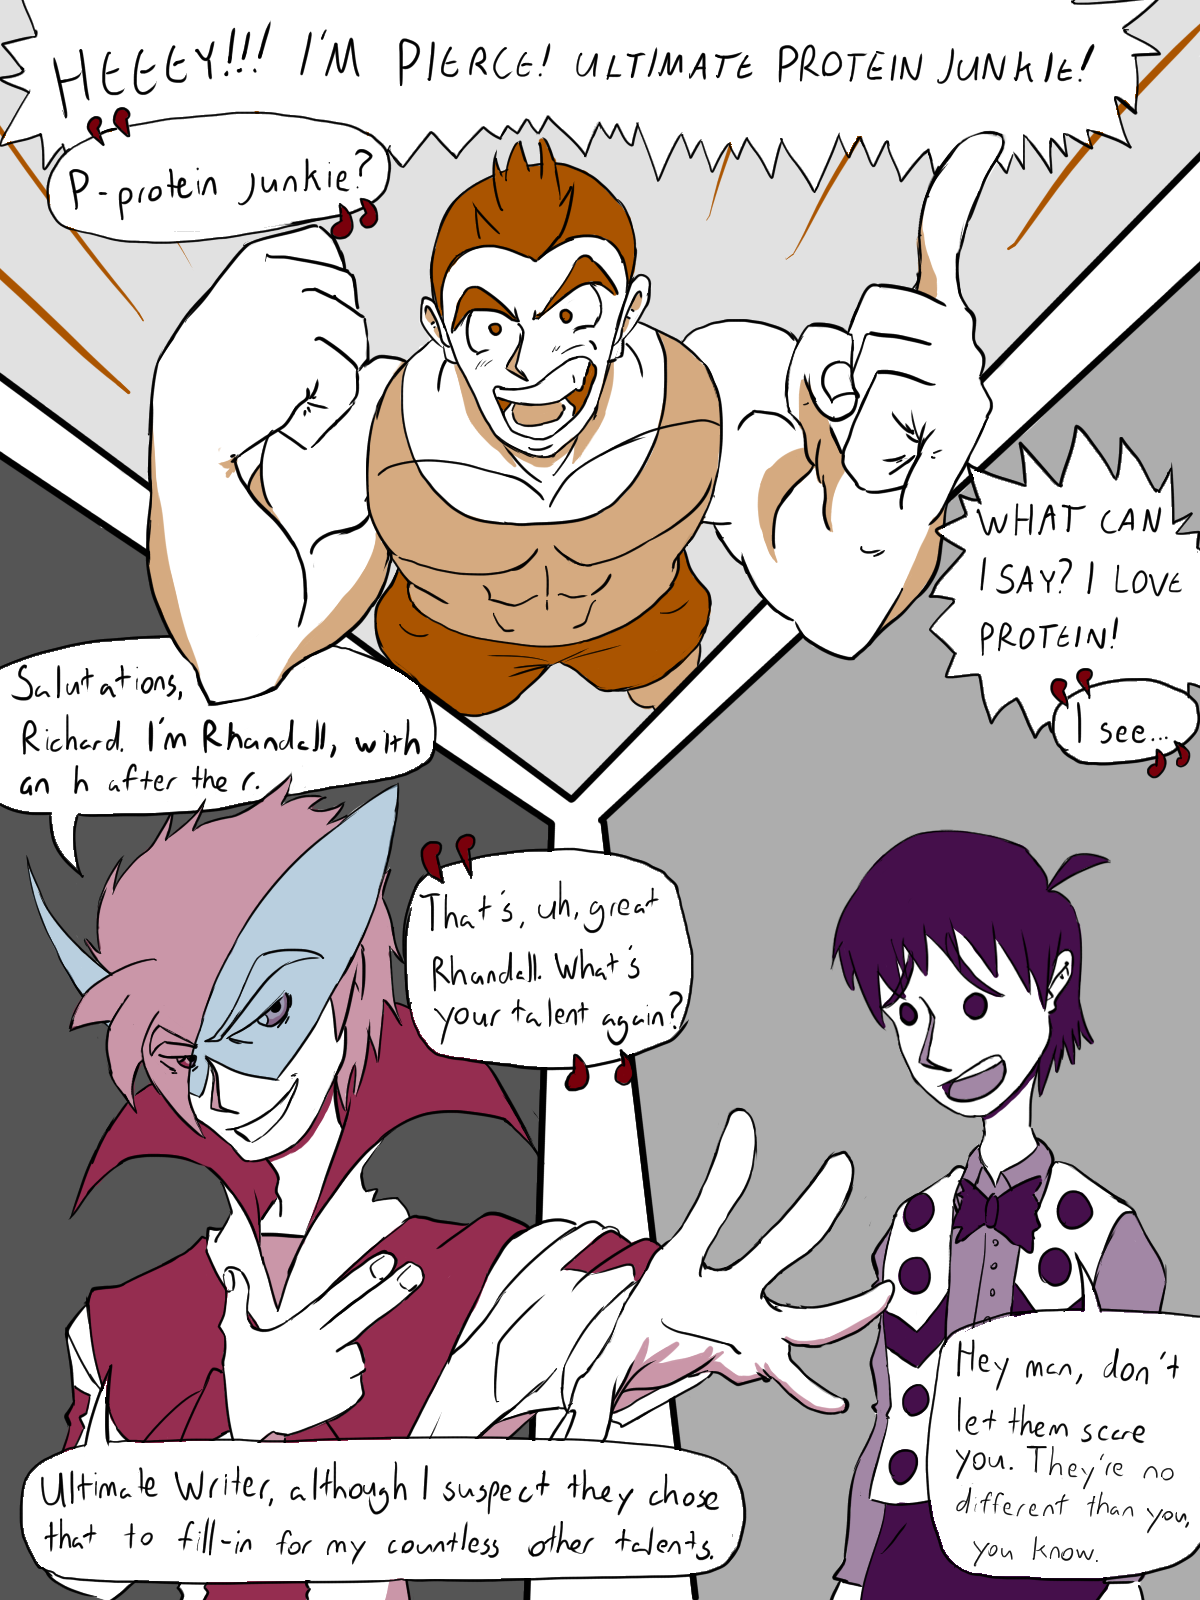 HEEEY!!! I'M PIERCE! ULTIMATE PROTEIN JUNKIE!
P-protein junkie?
WHAT CAN
I SAY? I LOVE
PROTEIN!
I see...
Salutations,
Richard. I'm Rhandall, with
an h after the r.
That's, uh, great
Rhandall. What's
your talent again?
Ultimate Writer, although I suspect they chose
that to fill-in for my countless other talents.
Hey man, don't
let them scare
you. They're no
different than you,
you know.